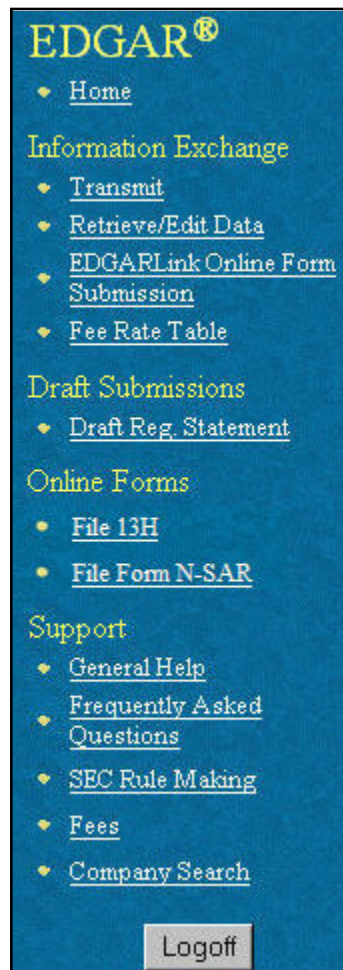 EDGAR®
Home
Information Exchange
Transmit
Retrieve/Edit Data
EDGARLink Online Form
Submission
Fee Rate Table
Draft Submissions
Draft Reg. Statement
Online Forms
File 13H
File Form N-SAR
Support
General Help
Frequently Asked
Questions
SEC Rule Making
Fees
Company Search
Logoff